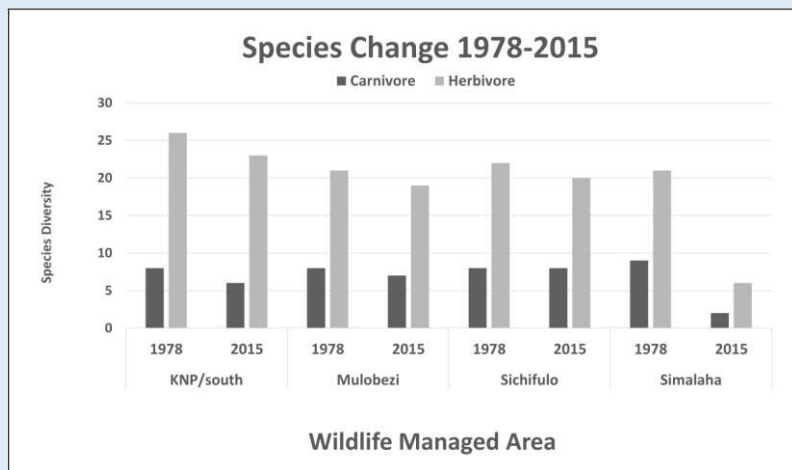 Species Change 1978-2015
Carnivore Herbivore
30
25
20
15
10
5
0
Species Diversity
1978 2015 1978 2015 1978 2015 1978 2015
KNP/south Mulobezi Sichifulo Simalaha
Wildlife Managed Area